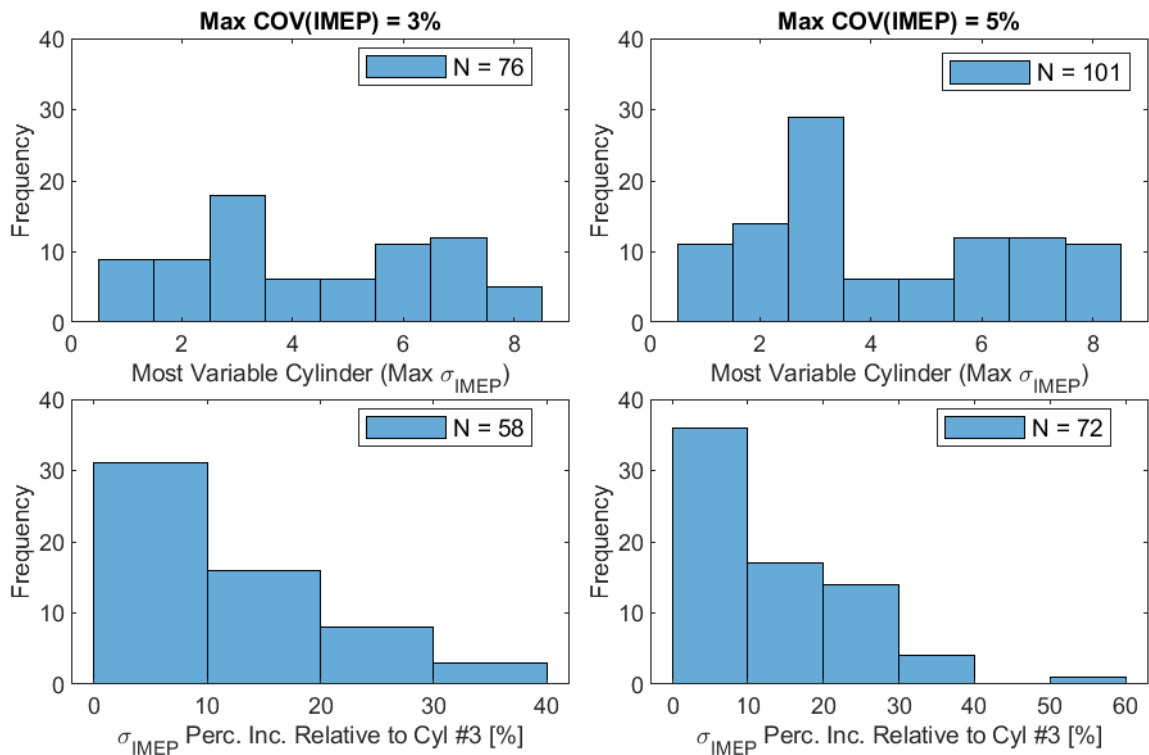 Max COV(IMEP) = 3%
N = 76
Frequency
40
30
20
10
0
0 2 4 6 8
Most Variable Cylinder (Max σIMEP)
Max COV(IMEP) = 5%
N = 101
Frequency
40
30
20
10
0
0 2 4 6 8
Most Variable Cylinder (Max σIMEP)
N = 58
Frequency
40
30
20
10
0
0 10 20 30 40
σIMEP Perc. Inc. Relative to Cyl #3 [%]
N = 72
Frequency
40
30
20
10
0
0 10 20 30 40 50 60
σIMEP Perc. Inc. Relative to Cyl #3 [%]